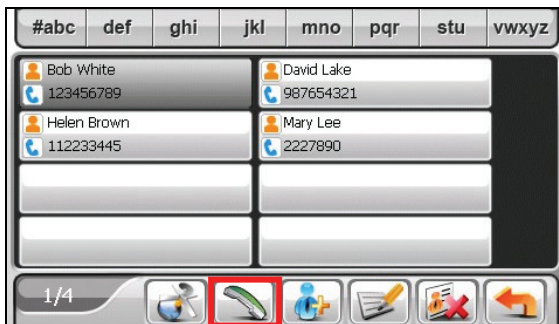 #abc def ghi jkl mno pqr stu vwxyz
Bob White David Lake
123456789 987654321
Helen Brown Mary Lee
112233445 2227890
1/4